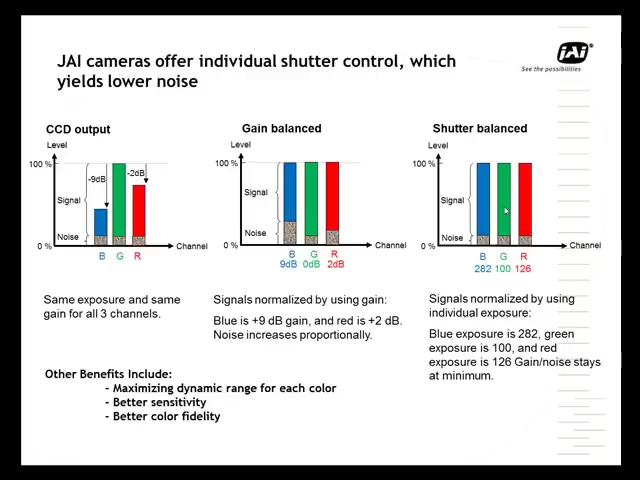 JAI cameras offer individual shutter control, which
yields lower noise
JAi®
See the possibilities
CCD output
Level
100 %
-9dB
-2dB
Signal
Noise
0 %
Channel
B G R
Same exposure and same
gain for all 3 channels.
Gain balanced
Level
100 %
Signal
Noise
0 %
Channel
B G R
9dB 0dB 2dB
Signals normalized by using gain:
Blue is +9 dB gain, and red is +2 dB.
Noise increases proportionally.
Shutter balanced
Level
100 %
Signal
Noise
0 %
Channel
B G R
282 100 126
Signals normalized by using
individual exposure:
Blue exposure is 282, green
exposure is 100, and red
exposure is 126 Gain/noise stays
at minimum.
Other Benefits Include:
- Maximizing dynamic range for each color
- Better sensitivity
- Better color fidelity